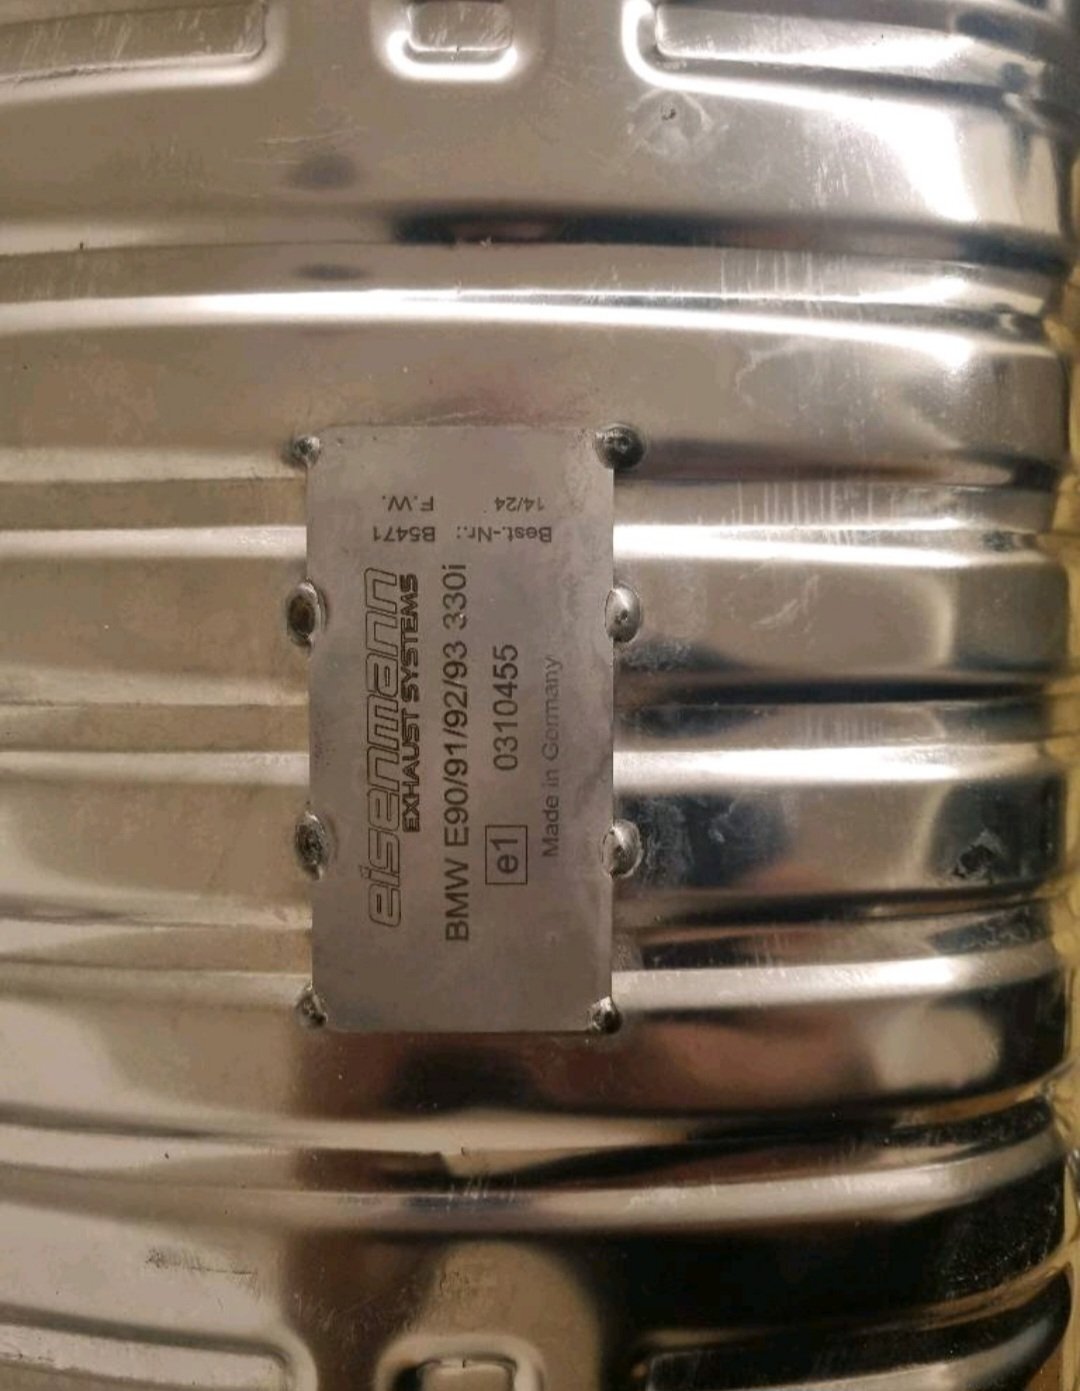 eisenmann
EXHAUST SYSTEMS
BMW E90/91/92/93 330i
e1 0310455
Made in Germany
Best.-Nr.: B5471
14/24 F.W.